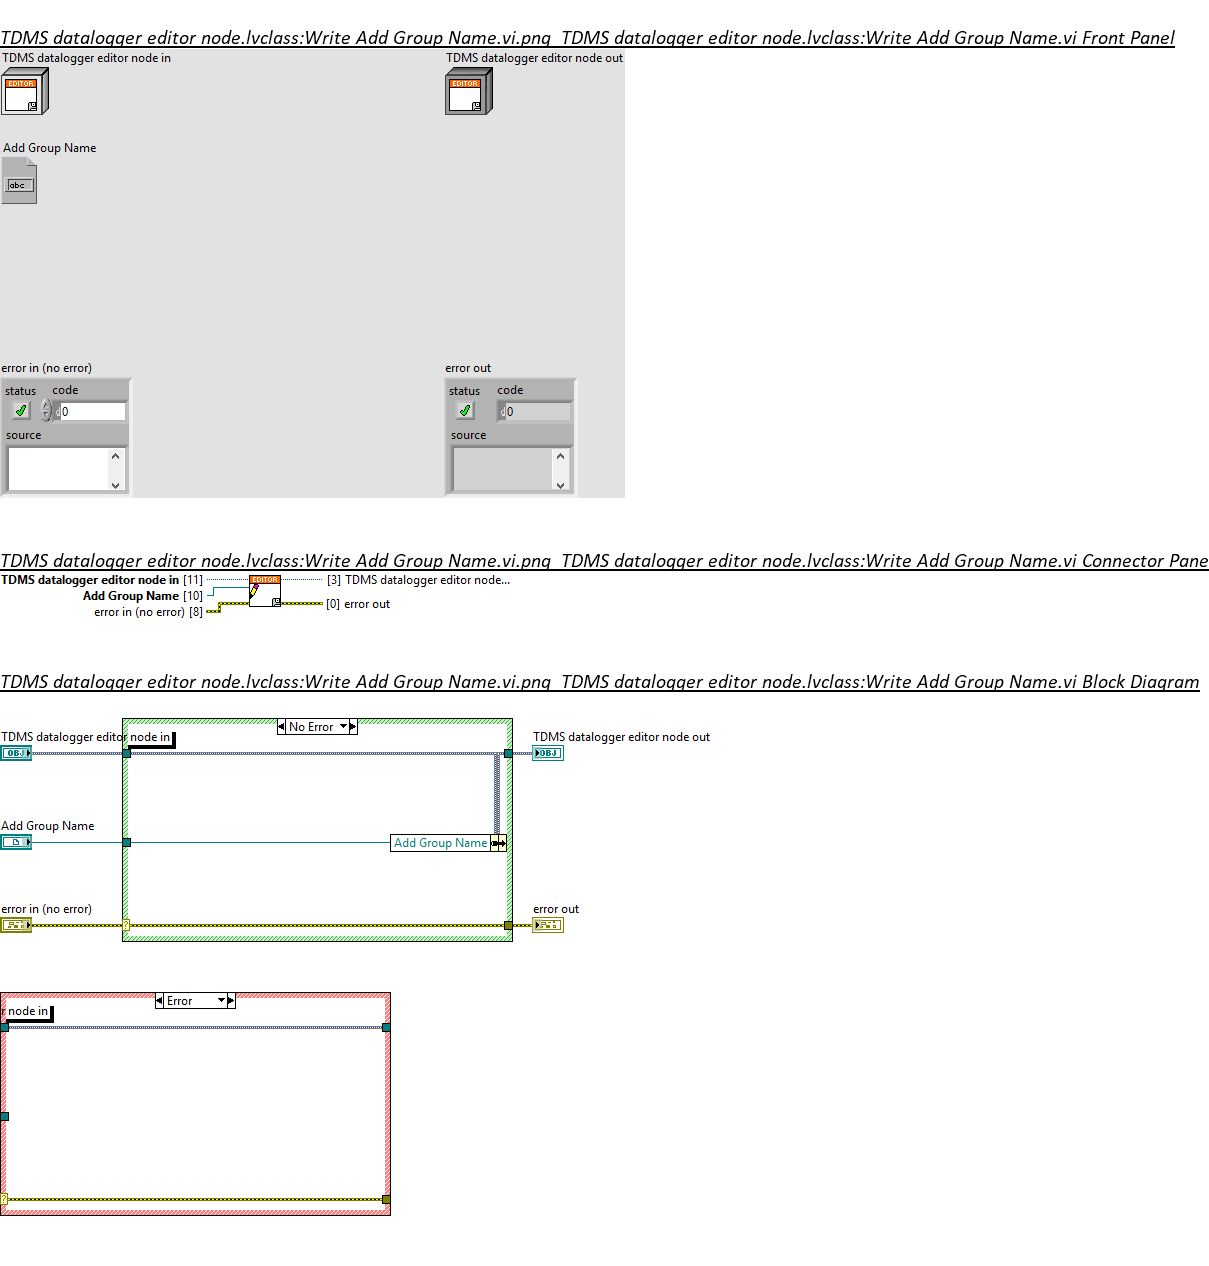 TDMS datalogger editor node.lvclass:Write Add Group Name.vi.png TDMS datalogger editor node.lvclass:Write Add Group Name.vi Front Panel
TDMS datalogger editor node in
TDMS datalogger editor node out
EDITOR
EDITOR
Add Group Name
abc
error in (no error)
error out
status
code
status
code
d
0
d
0
source
source
TDMS datalogger editor node.lvclass:Write Add Group Name.vi.png TDMS datalogger editor node.lvclass:Write Add Group Name.vi Connector Pane
TDMS datalogger editor node in [11]
EDITOR
[3] TDMS datalogger editor node...
Add Group Name [10]
[0] error out
error in (no error) [8]
TDMS datalogger editor node.lvclass:Write Add Group Name.vi.png TDMS datalogger editor node.lvclass:Write Add Group Name.vi Block Diagram
No Error
TDMS datalogger editor node in
TDMS datalogger editor node out
OBJ
OBJ
Add Group Name
Add Group Name
error in (no error)
error out
?
Error
r node in
?